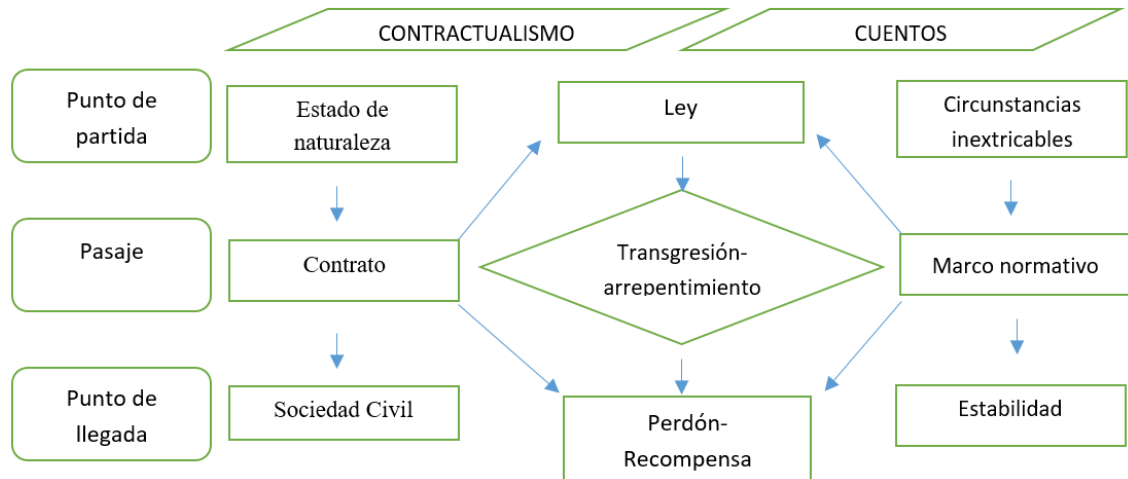 CONTRACTUALISMO
CUENTOS
Punto de
partida
Estado de
naturaleza
Ley
Circunstancias
inextricables
Pasaje
Contrato
Transgresión-
arrepentimiento
Marco normativo
Punto de
llegada
Sociedad Civil
Perdón-
Recompensa
Estabilidad